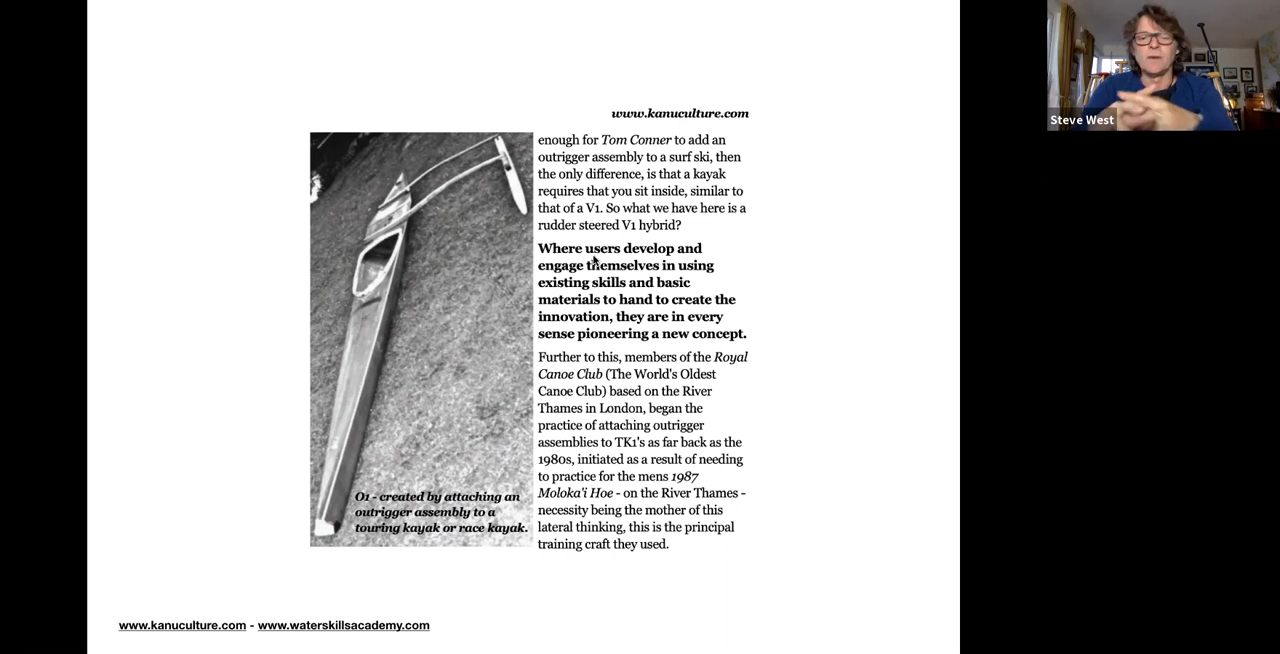 www.kanuculture.com
enough for Tom Conner to add an
outrigger assembly to a surf ski, then
the only difference, is that a kayak
requires that you sit inside, similar to
that of a V1. So what we have here is a
rudder steered V1 hybrid?
Where users develop and
engage themselves in using
existing skills and basic
materials to hand to create the
innovation, they are in every
sense pioneering a new concept.
Further to this, members of the Royal
Canoe Club (The World's Oldest
Canoe Club) based on the River
Thames in London, began the
practice of attaching outrigger
assemblies to TK1's as far back as the
1980s, initiated as a result of needing
to practice for the mens 1987
Moloka'i Hoe - on the River Thames -
necessity being the mother of this
lateral thinking, this is the principal
training craft they used.
O1 - created by attaching an
outrigger assembly to a
touring kayak or race kayak.
www.kanuculture.com - www.waterskillsacademy.com
Steve West